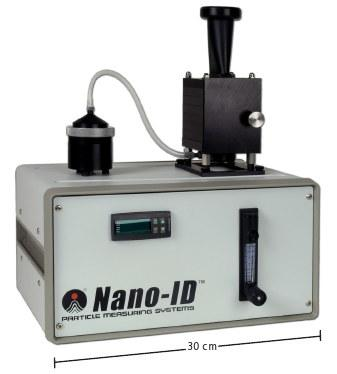 Nano-ID™
PARTICLE MEASURING SYSTEMS
30 cm